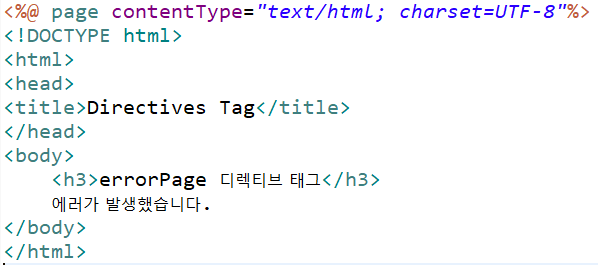 <%@ page contentType="text/html; charset=UTF-8"%>
<!DOCTYPE html>
<html>
<head>
<title>Directives Tag</title>
</head>
<body>
    <h3>errorPage 디렉티브 태그</h3>
    에러가 발생했습니다.
</body>
</html>